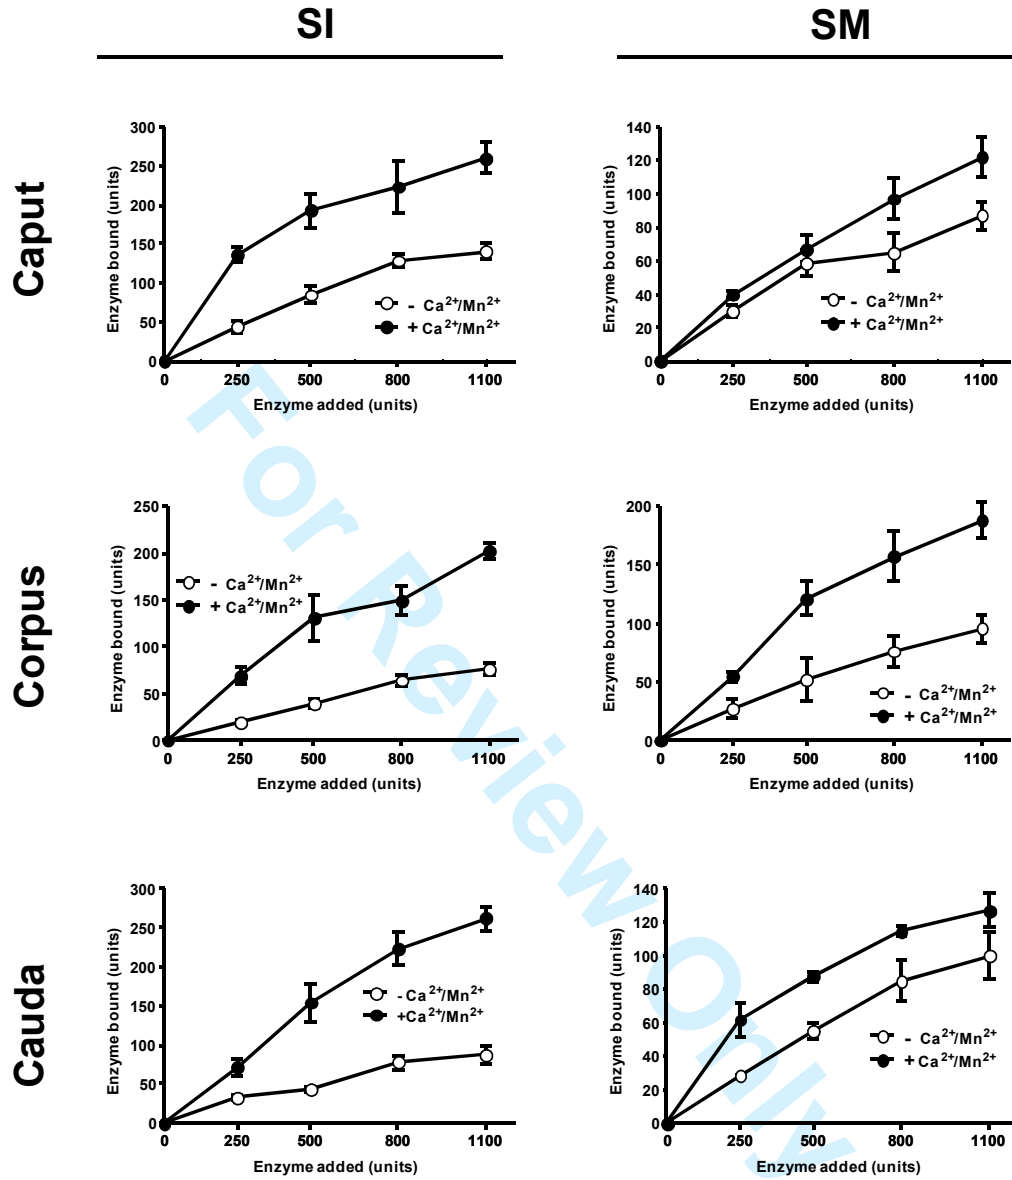 SI
SM
Caput
300
250
200
150
100
50
0
Enzyme bound (units)
- Ca2+/Mn2+
+ Ca2+/Mn2+
0 250 500 800 1100
Enzyme added (units)
140
120
100
80
60
40
20
0
Enzyme bound (units)
- Ca2+/Mn2+
+ Ca2+/Mn2+
0 250 500 800 1100
Enzyme added (units)
Corpus
250
200
150
100
50
0
Enzyme bound (units)
- Ca2+/Mn2+
+ Ca2+/Mn2+
0 250 500 800 1100
Enzyme added (units)
200
150
100
50
0
Enzyme bound (units)
- Ca2+/Mn2+
+ Ca2+/Mn2+
0 250 500 800 1100
Enzyme added (units)
Cauda
300
250
200
150
100
50
0
Enzyme bound (units)
- Ca2+/Mn2+
+Ca2+/Mn2+
0 250 500 800 1100
Enzyme added (units)
140
120
100
80
60
40
20
0
Enzyme bound (units)
- Ca2+/Mn2+
+ Ca2+/Mn2+
0 250 500 800 1100
Enzyme added (units)
For Review Only